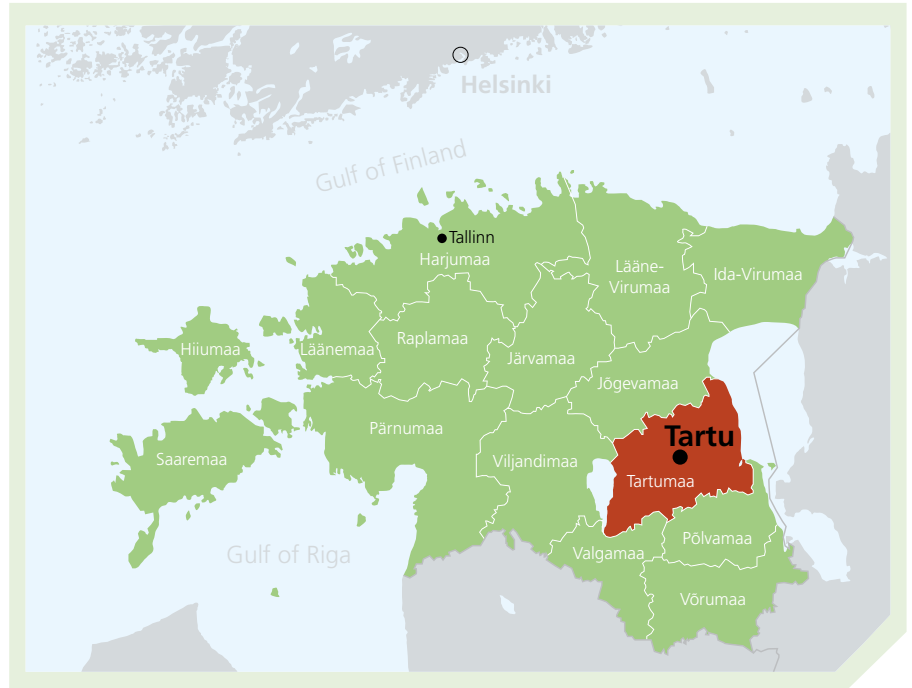 Helsinki
Gulf of Finland
Tallinn
Harjumaa
Lääne-
Virumaa
Ida-Virumaa
Hiiumaa
Läänemaa
Raplamaa
Järvamaa
Jõgevamaa
Pärnumaa
Tartu
Saaremaa
Viljandimaa
Tartumaa
Gulf of Riga
Valgamaa
Põlvamaa
Võrumaa